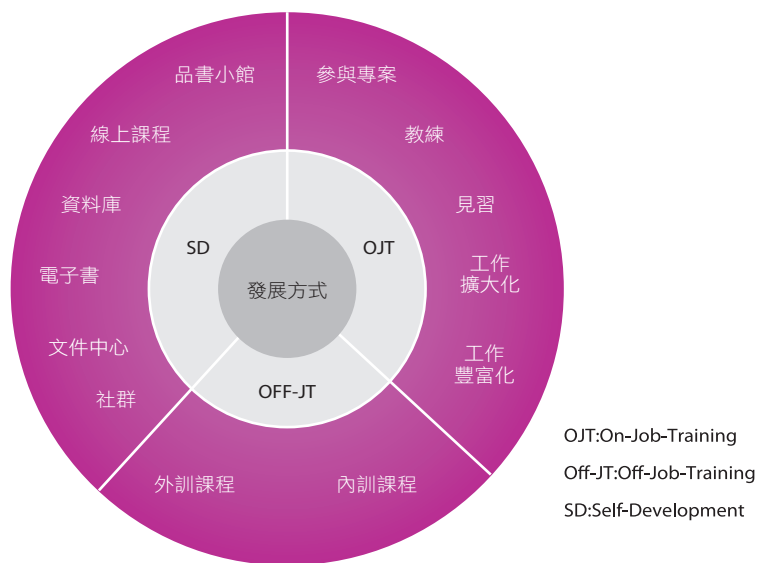 品書小館
參與專案
線上課程
教練
資料庫
見習
SD
OJT
電子書
工作
擴大化
發展方式
文件中心
工作
豐富化
社群
OFF-JT
外訓課程
內訓課程
OJT:On-Job-Training
Off-JT:Off-Job-Training
SD:Self-Development